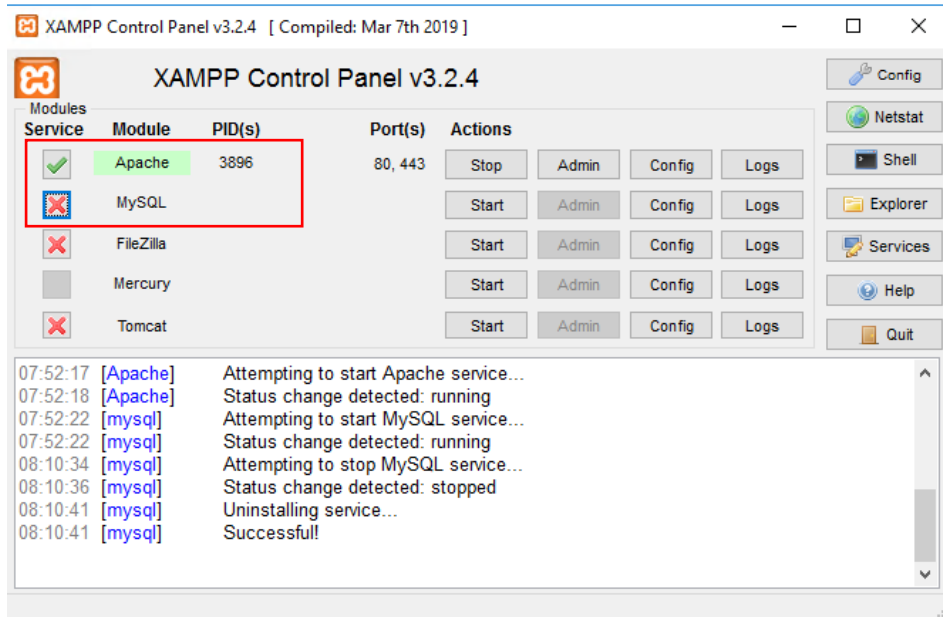 XAMPP Control Panel v3.2.4 [ Compiled: Mar 7th 2019 ]
XAMPP Control Panel v3.2.4
Config
Modules
Netstat
Service Module PID(s) Port(s) Actions
Apache 3896 80, 443 Stop Admin Config Logs
Shell
MySQL Start Admin Config Logs
Explorer
FileZilla Start Admin Config Logs
Services
Mercury Start Admin Config Logs
Help
Tomcat Start Admin Config Logs
Quit
07:52:17 [Apache] Attempting to start Apache service...
07:52:18 [Apache] Status change detected: running
07:52:22 [mysql] Attempting to start MySQL service...
07:52:22 [mysql] Status change detected: running
08:10:34 [mysql] Attempting to stop MySQL service...
08:10:36 [mysql] Status change detected: stopped
08:10:41 [mysql] Uninstalling service...
08:10:41 [mysql] Successful!